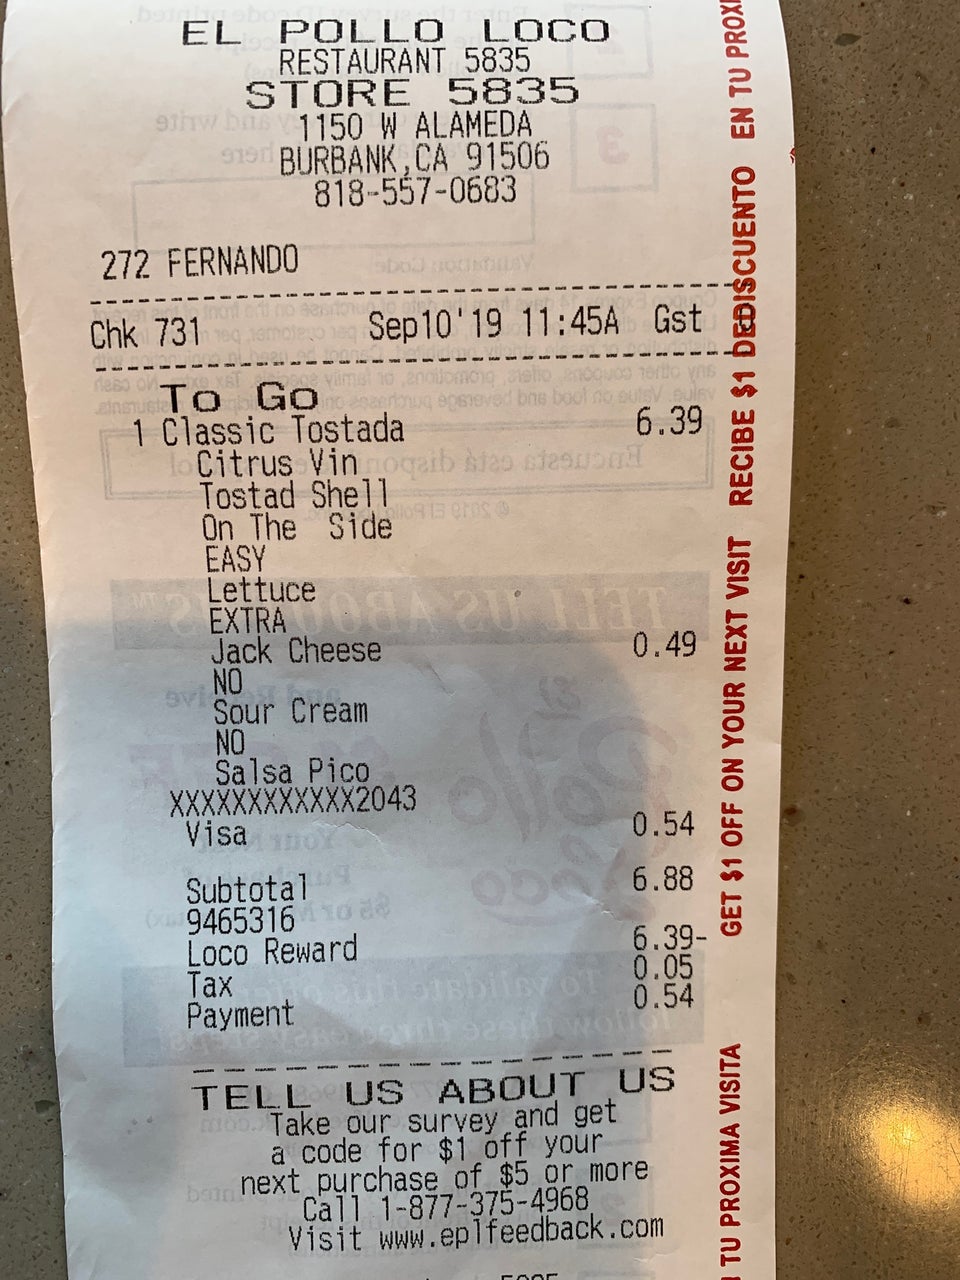 EL POLLO LOCO
RESTAURANT 5835
STORE 5835
1150 W ALAMEDA
BURBANK,CA 91506
818-557-0683
272 FERNANDO
Chk 731 Sep10'19 11:45A Gst
To Go
1 Classic Tostada 6.39
Citrus Vin
Tostad Shell
On The Side
EASY
Lettuce
EXTRA
Jack Cheese 0.49
NO
Sour Cream
NO
Salsa Pico
XXXXXXXXXXXX2043
Visa 0.54
Subtotal 6.88
9465316
Loco Reward 6.39-
Tax 0.05
Payment 0.54
TELL US ABOUT US
Take our survey and get
a code for $1 off your
next purchase of $5 or more
Call 1-877-375-4968
Visit www.eplfeedback.com
GET $1 OFF ON YOUR NEXT VISIT RECIBE $1 DEDISCUENTO EN TU PROXI
TU PROXIMA VISITA